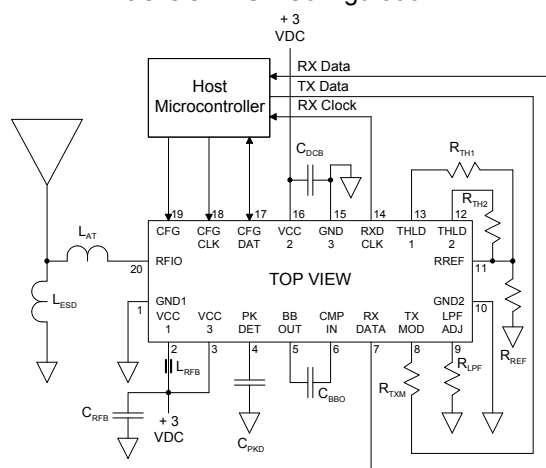 + 3
VDC
RX Data
TX Data
RX Clock
Host
Microcontroller
C_DCB
R_TH1
R_TH2
19
18
17
16
15
14
13
12
CFG
CFG
CLK
CFG
DAT
VCC
2
GND
3
RXD
CLK
THLD
1
THLD
2
L_AT
20
RFIO
TOP VIEW
RREF
11
L_ESD
1
GND1
GND2
10
VCC
1
VCC
3
PK
DET
BB
OUT
CMP
IN
RX
DATA
TX
MOD
LPF
ADJ
2
3
4
5
6
7
8
9
R_REF
L_RFB
C_RFB
+ 3
VDC
C_PKD
C_BBO
R_TXM
R_LPF